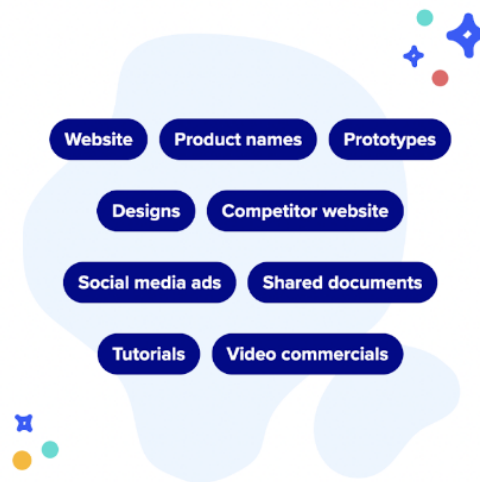 Website Product names Prototypes
Designs Competitor website
Social media ads Shared documents
Tutorials Video commercials